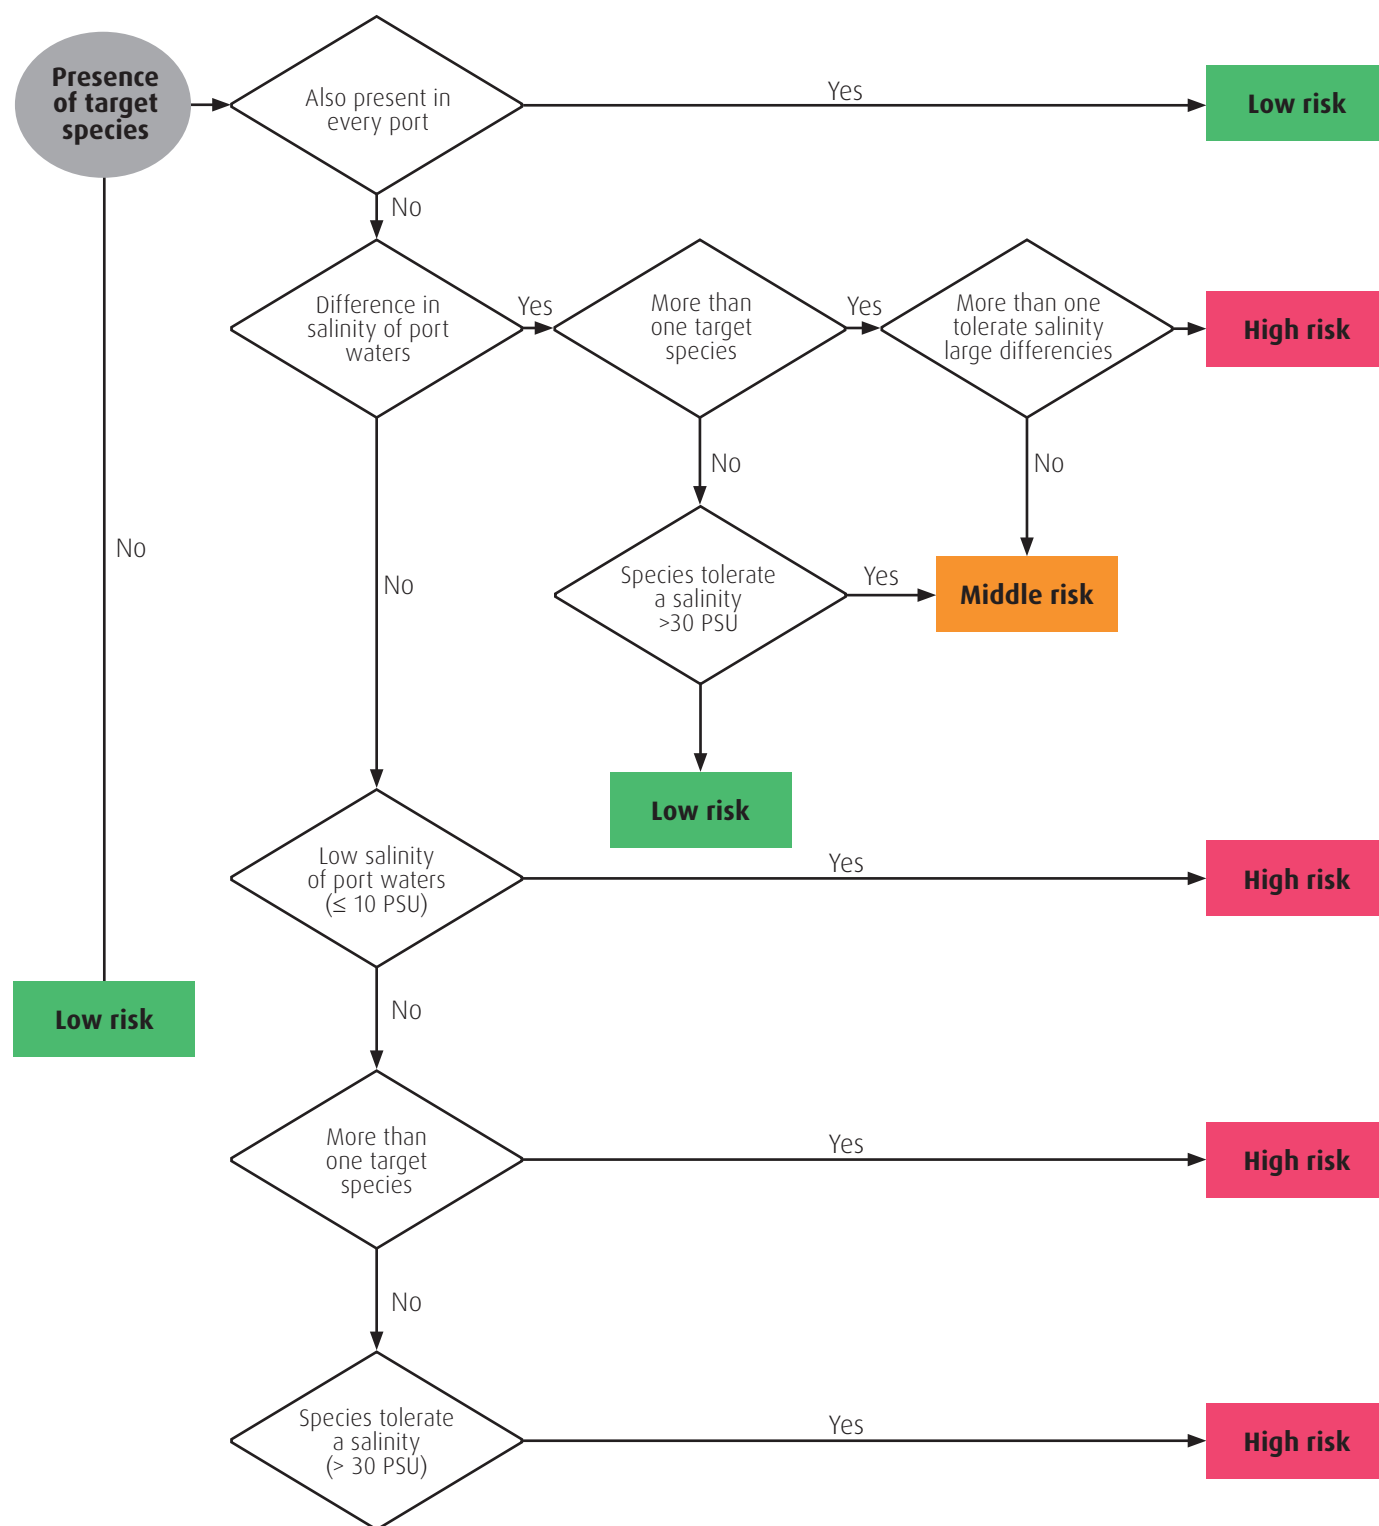 Presence
of target
species
Also present in
every port
Yes
Low risk
No
Difference in
salinity of port
waters
Yes
More than
one target
species
Yes
More than one
tolerate salinity
large differencies
High risk
No
No
No
No
Species tolerate
a salinity
>30 PSU
Yes
Middle risk
Low risk
Low salinity
of port waters
(≤ 10 PSU)
Yes
High risk
Low risk
No
More than
one target
species
Yes
High risk
No
Species tolerate
a salinity
(> 30 PSU)
Yes
High risk